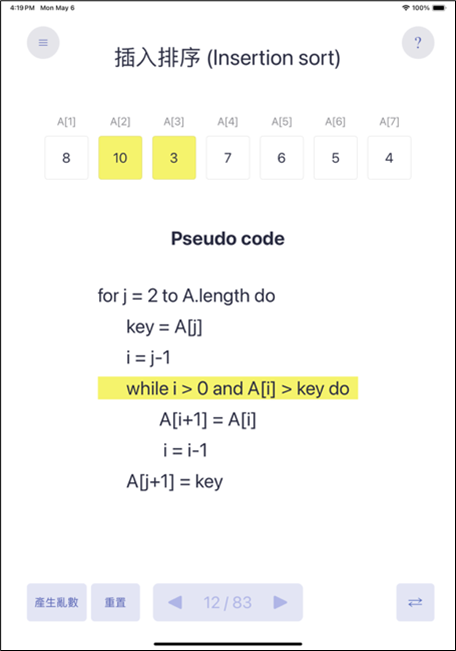 4:19 PM Mon May 6 100%
插入排序 (Insertion sort)
?
A[1] A[2] A[3] A[4] A[5] A[6] A[7]
8 10 3 7 6 5 4
Pseudo code
for j = 2 to A.length do
key = A[j]
i = j-1
while i > 0 and A[i] > key do
A[i+1] = A[i]
i = i-1
A[j+1] = key
產生亂數 重置 12 / 83